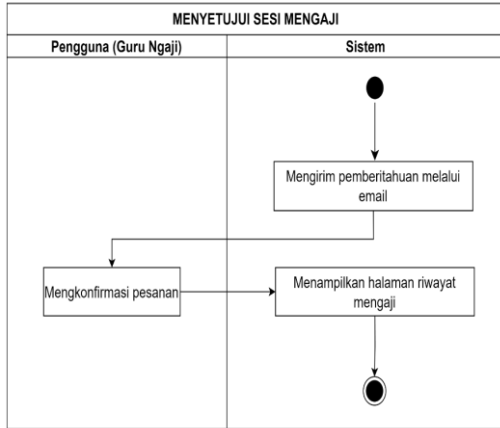 MENYETUJUI SESI MENGAJI
Pengguna (Guru Ngaji)
Sistem
Mengirim pemberitahuan melalui
email
Mengkonfirmasi pesanan
Menampilkan halaman riwayat
mengaji